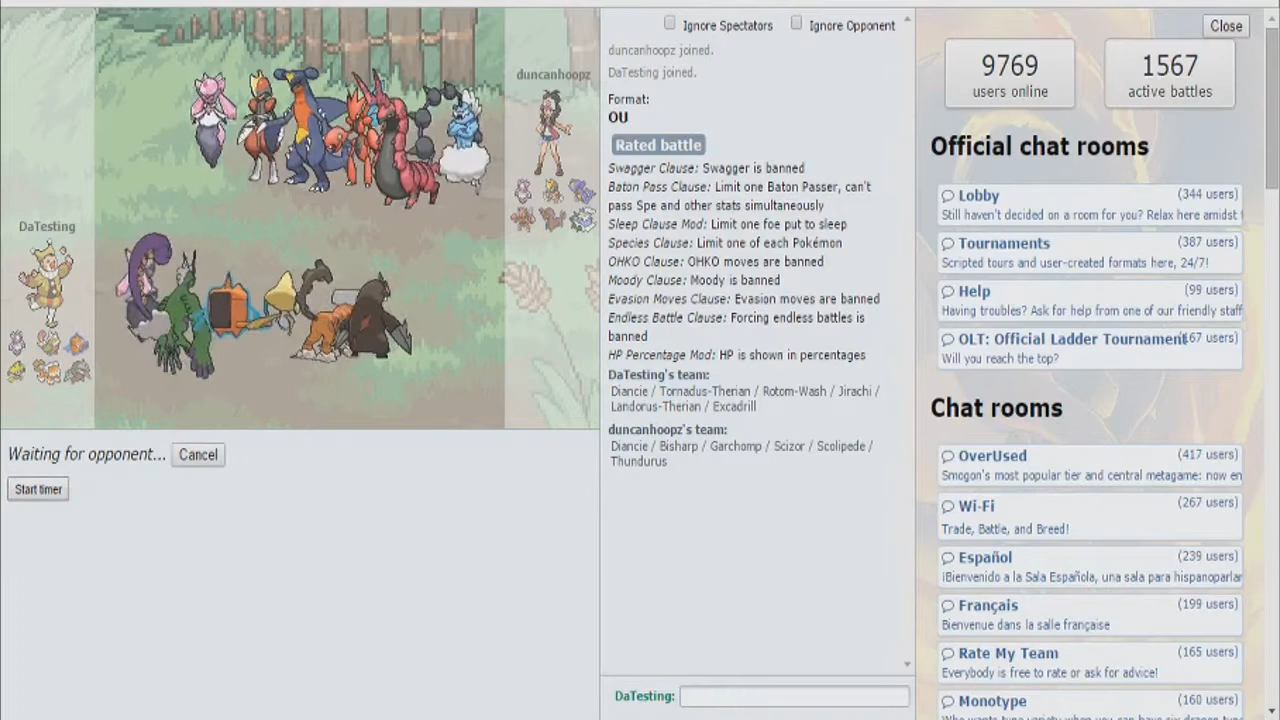 DaTesting
duncanhoopz
Waiting for opponent... Cancel
Start timer
Ignore Spectators Ignore Opponent
duncanhoopz joined.
DaTesting joined.
Format:
OU
Rated battle
Swagger Clause: Swagger is banned
Baton Pass Clause: Limit one Baton Passer, can't
pass Spe and other stats simultaneously
Sleep Clause Mod: Limit one foe put to sleep
Species Clause: Limit one of each Pokémon
OHKO Clause: OHKO moves are banned
Moody Clause: Moody is banned
Evasion Moves Clause: Evasion moves are banned
Endless Battle Clause: Forcing endless battles is
banned
HP Percentage Mod: HP is shown in percentages
DaTesting's team:
Diancie / Tornadus-Therian / Rotom-Wash / Jirachi /
Landorus-Therian / Excadrill
duncanhoopz's team:
Diancie / Bisharp / Garchomp / Scizor / Scolipede /
Thundurus
DaTesting:
Close
9769
users online
1567
active battles
Official chat rooms
Lobby (344 users)
Still haven't decided on a room for you? Relax here amidst
Tournaments (387 users)
Scripted tours and user-created formats here, 24/7!
Help (99 users)
Having troubles? Ask for help from one of our friendly staff
OLT: Official Ladder Tournament 67 users)
Will you reach the top?
Chat rooms
OverUsed (417 users)
Smogon's most popular tier and central metagame: now en
Wi-Fi (267 users)
Trade, Battle, and Breed!
Español (239 users)
¡Bienvenido a la Sala Española, una sala para hispanoparlar
Français (199 users)
Bienvenue dans la salle française
Rate My Team (165 users)
Everybody is free to rate or ask for advice!
Monotype (160 users)